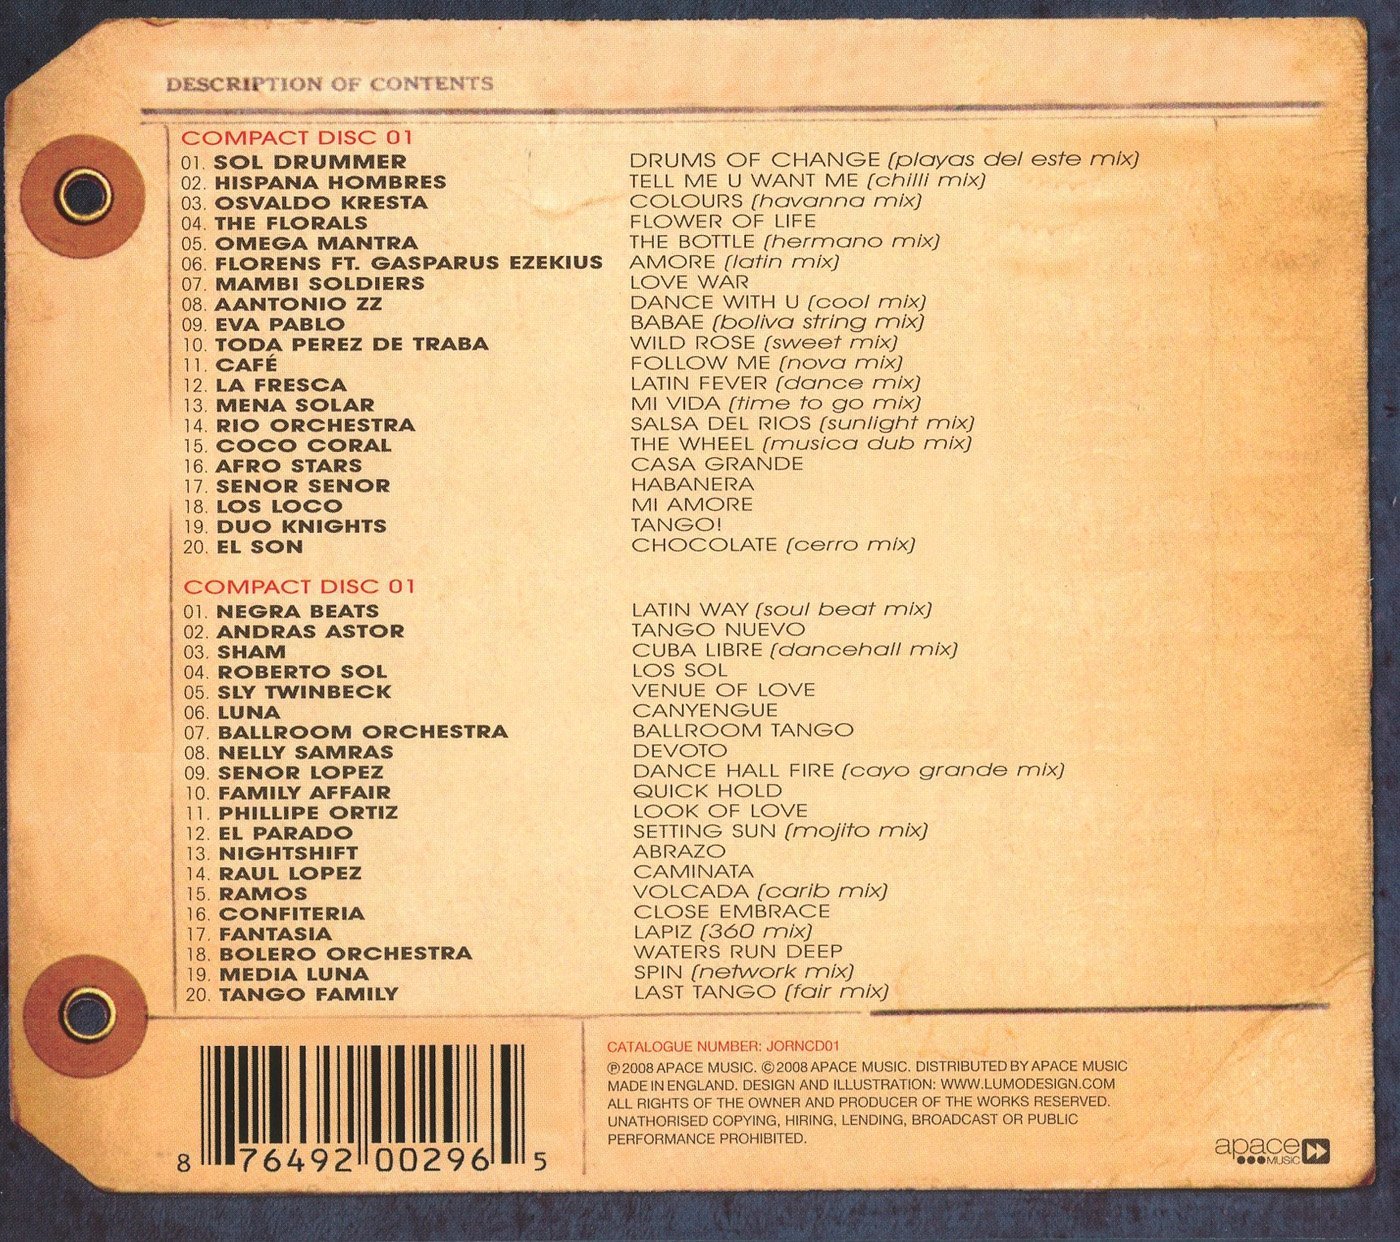 DESCRIPTION OF CONTENTS
COMPACT DISC 01
01. SOL DRUMMER DRUMS OF CHANGE (playas del este mix)
02. HISPANA HOMBRES TELL ME U WANT ME (chilli mix)
03. OSVALDO KRESTA COLOURS (havanna mix)
04. THE FLORALS FLOWER OF LIFE
05. OMEGA MANTRA THE BOTTLE (hermano mix)
06. FLORENS FT. GASPARUS EZEKIUS AMORE (latin mix)
07. MAMBI SOLDIERS LOVE WAR
08. AANTONIO ZZ DANCE WITH U (cool mix)
09. EVA PABLO BABAE (boliva string mix)
10. TODA PEREZ DE TRABA WILD ROSE (sweet mix)
11. CAFÉ FOLLOW ME (nova mix)
12. LA FRESCA LATIN FEVER (dance mix)
13. MENA SOLAR MI VIDA (time to go mix)
14. RIO ORCHESTRA SALSA DEL RIOS (sunlight mix)
15. COCO CORAL THE WHEEL (musica dub mix)
16. AFRO STARS CASA GRANDE
17. SENOR SENOR HABANERA
18. LOS LOCO MI AMORE
19. DUO KNIGHTS TANGO!
20. EL SON CHOCOLATE (cerro mix)
COMPACT DISC 01
01. NEGRA BEATS LATIN WAY (soul beat mix)
02. ANDRAS ASTOR TANGO NUEVO
03. SHAM CUBA LIBRE (dancehall mix)
04. ROBERTO SOL LOS SOL
05. SLY TWINBECK VENUE OF LOVE
06. LUNA CANYENGUE
07. BALLROOM ORCHESTRA BALLROOM TANGO
08. NELLY SAMRAS DEVOTO
09. SENOR LOPEZ DANCE HALL FIRE (cayo grande mix)
10. FAMILY AFFAIR QUICK HOLD
11. PHILLIPE ORTIZ LOOK OF LOVE
12. EL PARADO SETTING SUN (mojito mix)
13. NIGHTSHIFT ABRAZO
14. RAUL LOPEZ CAMINATA
15. RAMOS VOLCADA (carib mix)
16. CONFITERIA CLOSE EMBRACE
17. FANTASIA LAPIZ (360 mix)
18. BOLERO ORCHESTRA WATERS RUN DEEP
19. MEDIA LUNA SPIN (network mix)
20. TANGO FAMILY LAST TANGO (fair mix)
8 76492 00296 5
CATALOGUE NUMBER: JORNCD01
℗ 2008 APACE MUSIC. © 2008 APACE MUSIC. DISTRIBUTED BY APACE MUSIC
MADE IN ENGLAND. DESIGN AND ILLUSTRATION: WWW.LUMODESIGN.COM
ALL RIGHTS OF THE OWNER AND PRODUCER OF THE WORKS RESERVED.
UNATHORISED COPYING, HIRING, LENDING, BROADCAST OR PUBLIC
PERFORMANCE PROHIBITED.
apace
MUSIC